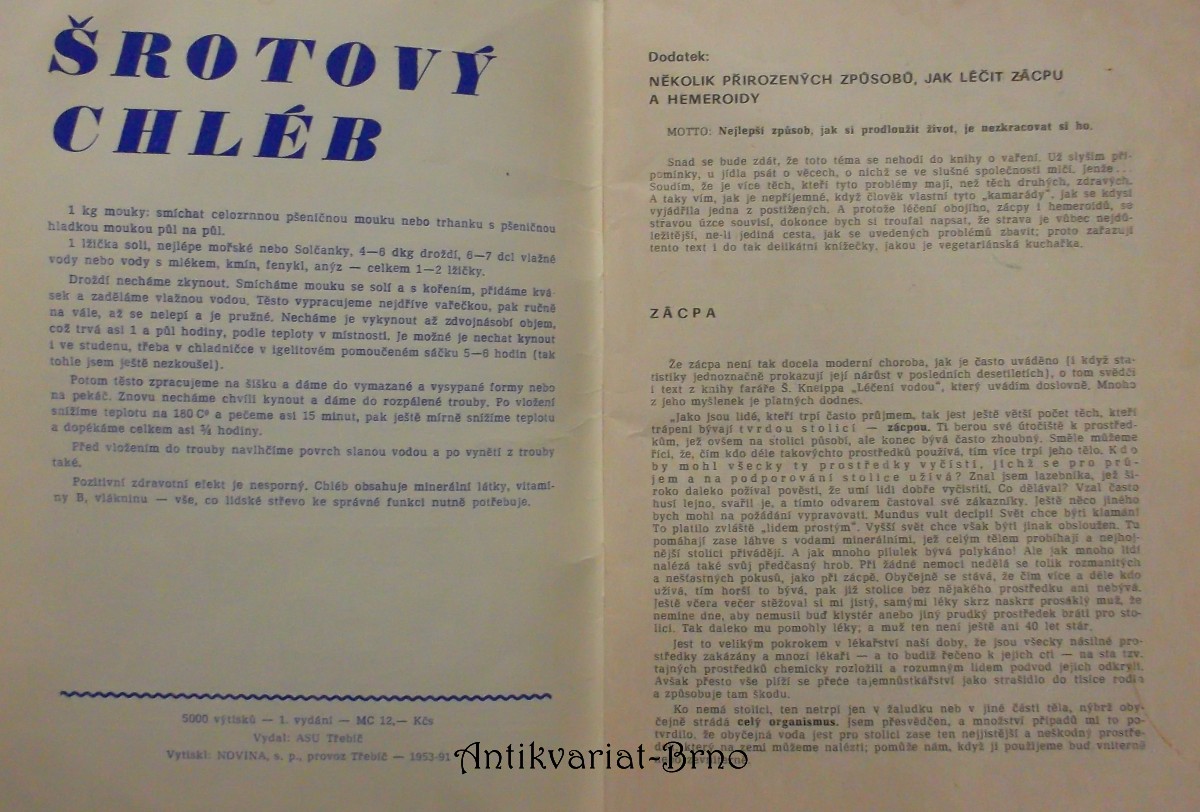 ŠROTOVÝ
CHLÉB
1 kg mouky: smíchat celozrnnou pšeničnou mouku nebo trhanku s pšeničnou
hladkou moukou půl na půl.
1 lžička soli, nejlépe mořské nebo Solčanky, 4—6 dkg droždí, 6—7 dcl vlažné
vody nebo vody s mlékem, kmín, fenykl, anýz — celkem 1—2 lžičky.
Droždí necháme zkynout. Smícháme mouku se solí a s kořením, přidáme kvá-
sek a zaděláme vlažnou vodou. Těsto vypracujeme nejdříve vařečkou, pak ručně
na vále, až se nelepí a je pružné. Necháme je vykynout až zdvojnásobí objem,
což trvá asi 1 a půl hodiny, podle teploty v místnosti. Je možné je nechat kynout
i ve studenu, třeba v chladničce v igelitovém pomoučeném sáčku 5—6 hodin (tak
tohle jsem ještě nezkoušel).
Potom těsto zpracujeme na šišku a dáme do vymazané a vysypané formy nebo
na pekáč. Znovu necháme chvíli kynout a dáme do rozpálené trouby. Po vložení
snížíme teplotu na 180 C° a pečeme asi 15 minut, pak ještě mírně snížíme teplotu
a dopékáme celkem asi ¾ hodiny.
Před vložením do trouby navlhčíme povrch slanou vodou a po vynětí z trouby
také.
Pozitivní zdravotní efekt je nesporný. Chléb obsahuje minerální látky, vitamí-
ny B, vlákninu — vše, co lidské střevo ke správné funkci nutně potřebuje.
5000 výtisků — 1. vydání — MC 12,— Kčs
Vydal: ASU Třebíč
Vytiskl: NOVINA, s. p., provoz Třebíč — 1953-91
Dodatek:
NĚKOLIK PŘIROZENÝCH ZPŮSOBŮ, JAK LÉČIT ZÁCPU
A HEMEROIDY
MOTTO: Nejlepší způsob, jak si prodloužit život, je nezkracovat si ho.
Snad se bude zdát, že toto téma se nehodí do knihy o vaření. Už slyším při-
pomínky, u jídla psát o věcech, o nichž se ve slušné společnosti mlčí. Jenže...
Soudím, že je více těch, kteří tyto problémy mají, než těch druhých, zdravých.
A taky vím, jak je nepříjemné, když člověk vlastní tyto „kamarády", jak se kdysi
vyjádřila jedna z postižených. A protože léčení obojího, zácpy i hemeroidů, se
stravou úzce souvisí, dokonce bych si troufal napsat, že strava je vůbec nejdů-
ležitější, ne-li jediná cesta, jak se uvedených problémů zbavit; proto zařazuji
tento text i do tak delikátní knížečky, jakou je vegetariánská kuchařka.
ZÁCPA
Že zácpa není tak docela moderní choroba, jak je často uváděno (i když sta-
tistiky jednoznačně prokazují její nárůst v posledních desetiletích), o tom svědčí
i text z knihy faráře Š. Kneippa „Léčení vodou", který uvádím doslovně. Mnoho
z jeho myšlenek je platných dodnes.
„Jako jsou lidé, kteří trpí často průjmem, tak jest ještě větší počet těch, kteří
trápení bývají tvrdou stolicí — zácpou. Ti berou své útočiště k prostřed-
kům, jež ovšem na stolici působí, ale konec bývá často zhoubný. Směle můžeme
říci, že, čím kdo déle takovýchto prostředků používá, tím více trpí jeho tělo. Kdo
by mohl všecky ty prostředky vyčísti, jichž se pro prů-
jem a na podporování stolice užívá? Znal jsem lazebníka, jež ši-
roko daleko požíval pověsti, že umí lidi dobře vyčistiti. Co dělával? Vzal často
husí lejno, svařil je, a tímto odvarem častoval své zákazníky. Ještě něco jiného
bych mohl na požádání vypravovati. Mundus vult decipi! Svět chce býti klamán!
To platilo zvláště „lidem prostým". Vyšší svět chce však býti jinak obsloužen. Tu
pomáhají zase láhve s vodami minerálními, jež celým tělem probíhají a nejhoj-
nější stolici přivádějí. A jak mnoho pilulek bývá polykáno! Ale jak mnoho lidí
nalézá také svůj předčasný hrob. Při žádné nemoci nedělá se tolik rozmanitých
a nešťastných pokusů, jako při zácpě. Obyčejně se stává, že čím více a déle kdo
užívá, tím horší to bývá, pak již stolice bez nějakého prostředku ani nebývá.
Ještě včera večer stěžoval si mi jistý, samými léky skrz naskrz prosáklý muž, že
nemine dne, aby nemusil buď klystér anebo jiný prudký prostředek bráti pro sto-
lici. Tak daleko mu pomohly léky; a muž ten není ještě ani 40 let stár.
Jest to velikým pokrokem v lékařství naší doby, že jsou všecky násilné pro-
středky zakázány a mnozí lékaři — a to budiž řečeno k jejich cti — na sta tzv.
tajných prostředků chemicky rozložili a rozumným lidem podvod jejich odkryli.
Avšak přesto vše plíží se přece tajemnůstkářství jako strašidlo do tisíce rodin
a způsobuje tam škodu.
Ko nemá stolici, ten netrpí jen v žaludku neb v jiné části těla, nýbrž oby-
čejně strádá celý organismus. Jsem přesvědčen, a množství případů mi to po-
tvrdilo, že obyčejná voda jest pro stolici zase ten nejjistější a neškodný prostře-
který na zemi můžeme nalézti; pomůže nám, když ji použijeme buď vniterně
Antikvariat-Brno